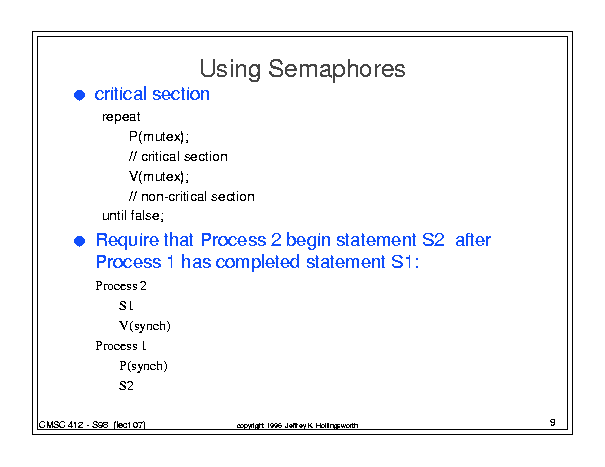 Using Semaphores
critical section
repeat
P(mutex);
// critical section
V(mutex);
// non-critical section
until false;
Require that Process 2 begin statement S2 after
Process 1 has completed statement S1:
Process 2
S1
V(synch)
Process 1
P(synch)
S2
CMSC 412 - S98 (lect 07)
copyright 1996 Jeffrey K. Hollingsworth
9